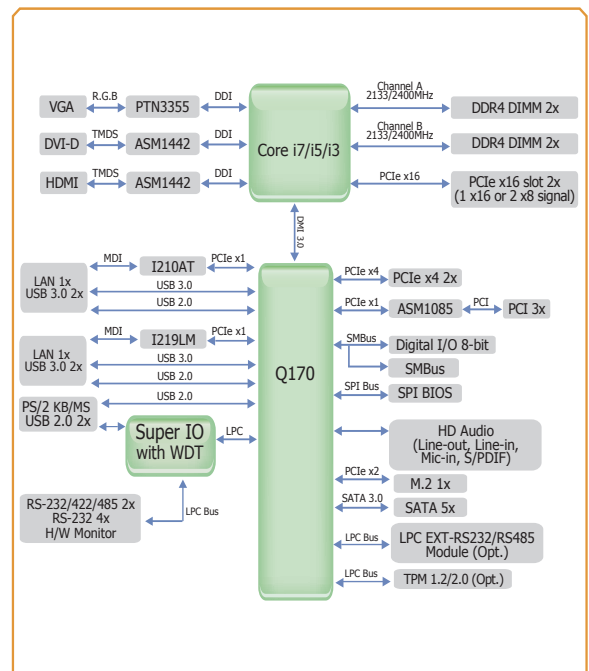 VGA
R.G.B
PTN3355
DDI
DVI-D
TMDS
ASM1442
DDI
HDMI
TMDS
ASM1442
DDI
Core i7/i5/i3
Channel A
2133/2400MHz
DDR4 DIMM 2x
Channel B
2133/2400MHz
DDR4 DIMM 2x
PCIe x16
PCIe x16 slot 2x
(1 x16 or 2 x8 signal)
DMI 3.0
LAN 1x
USB 3.0 2x
MDI
I210AT
PCIe x1
USB 3.0
USB 2.0
LAN 1x
USB 3.0 2x
MDI
I219LM
PCIe x1
USB 3.0
USB 2.0
PS/2 KB/MS
USB 2.0 2x
USB 2.0
Super IO
with WDT
LPC
RS-232/422/485 2x
RS-232 4x
H/W Monitor
LPC Bus
Q170
PCIe x4
PCIe x4 2x
PCIe x1
ASM1085
PCI
PCI 3x
SMBus
Digital I/O 8-bit
SMBus
SPI Bus
SPI BIOS
HD Audio
(Line-out, Line-in,
Mic-in, S/PDIF)
PCIe x2
M.2 1x
SATA 3.0
SATA 5x
LPC Bus
LPC EXT-RS232/RS485
Module (Opt.)
LPC Bus
TPM 1.2/2.0 (Opt.)